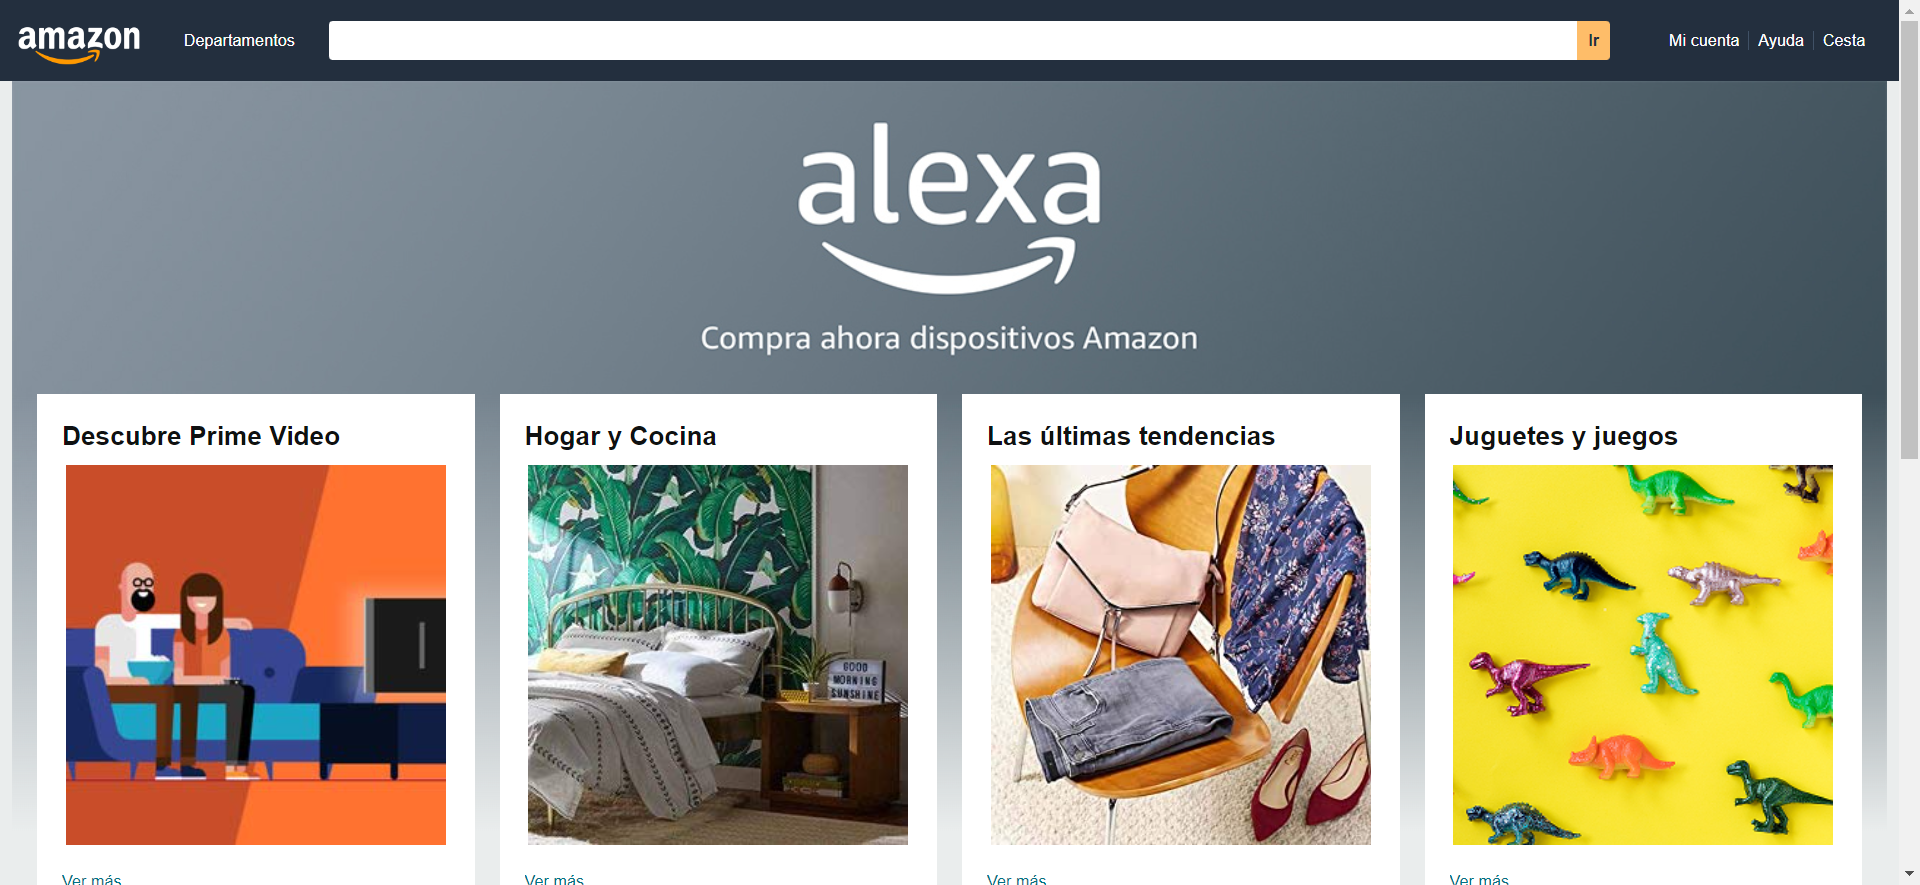 amazon
Departamentos
Ir
Mi cuenta
Ayuda
Cesta
alexa
Compra ahora dispositivos Amazon
Descubre Prime Video
Hogar y Cocina
Las últimas tendencias
Juguetes y juegos
GOOD
MORNING
SUNSHINE
Ver más
Ver más
Ver más
Ver más